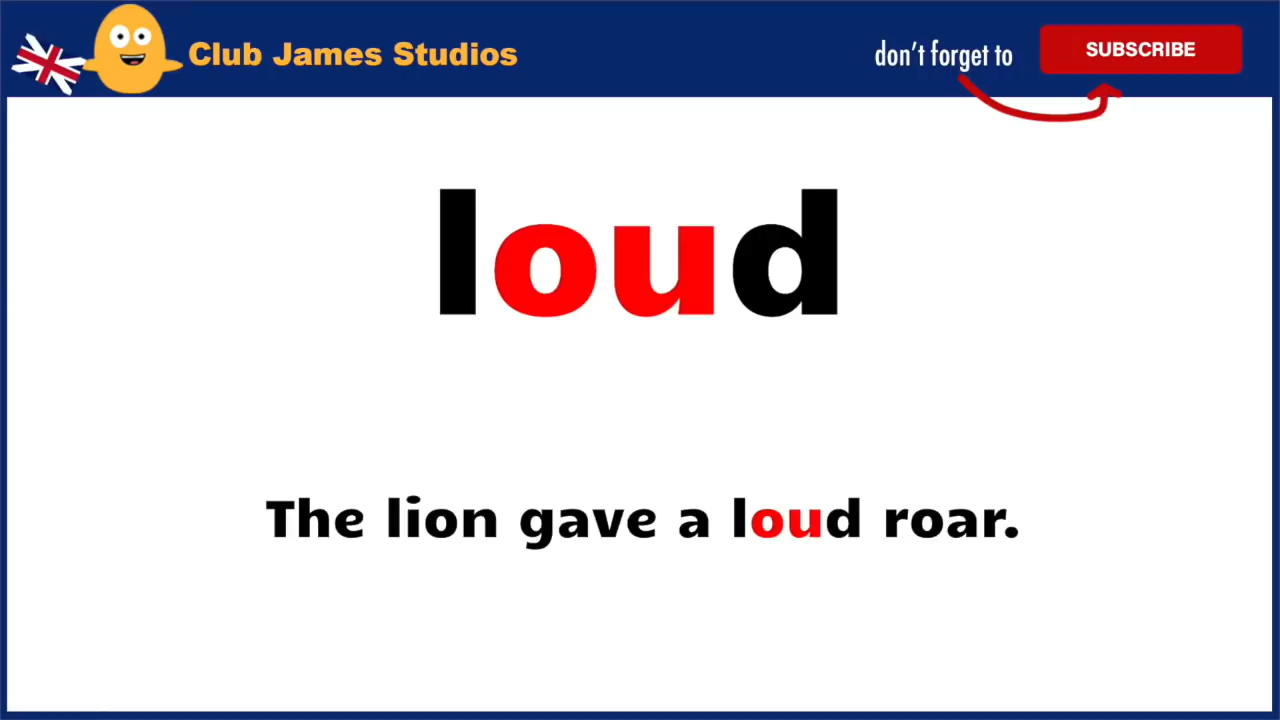 Club James Studios
don't forget to
SUBSCRIBE
loud
The lion gave a loud roar.